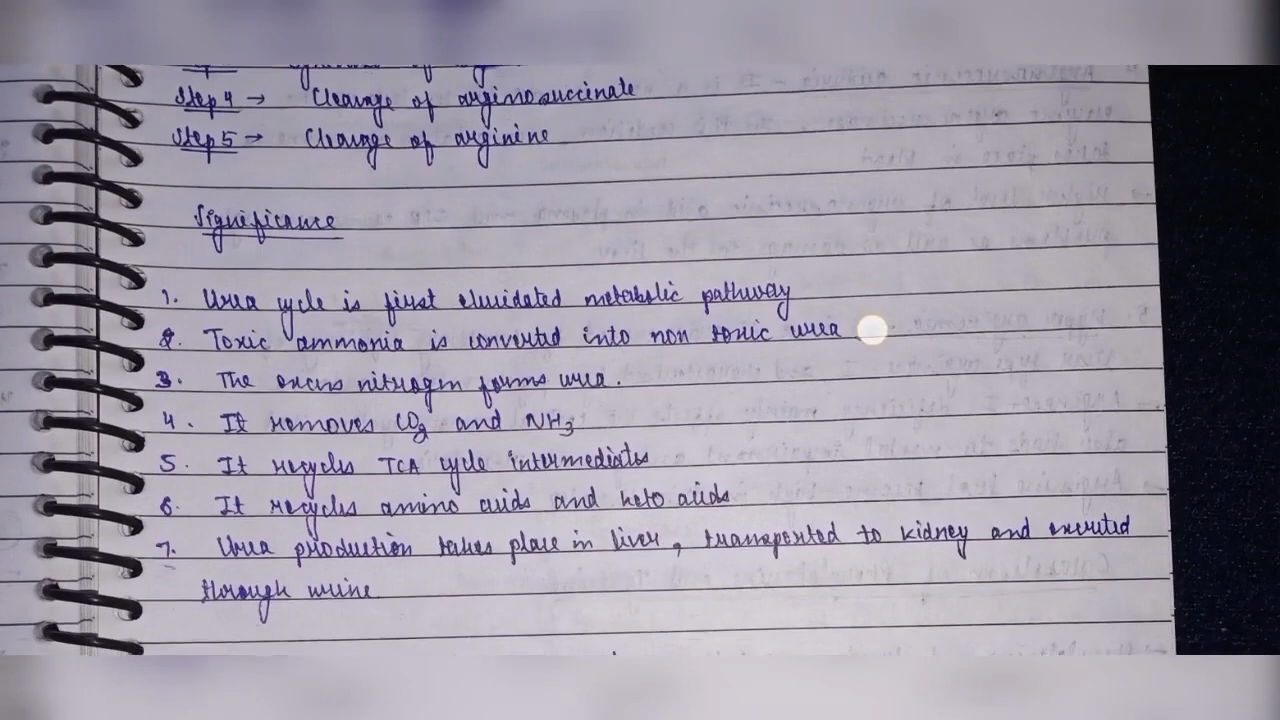 Step 4 → Cleavage of arginosuccinate
Step 5 → Cleavage of arginine
Significance
1. Urea cycle is first elucidated metabolic pathway
2. Toxic ammonia is converted into non toxic urea
3. The excess nitrogen forms urea.
4. It removes CO2 and NH3
5. It recycles TCA cycle intermediates
6. It recycles amino acids and keto acids
7. Urea production takes place in liver, transported to kidney and excreted
through urine